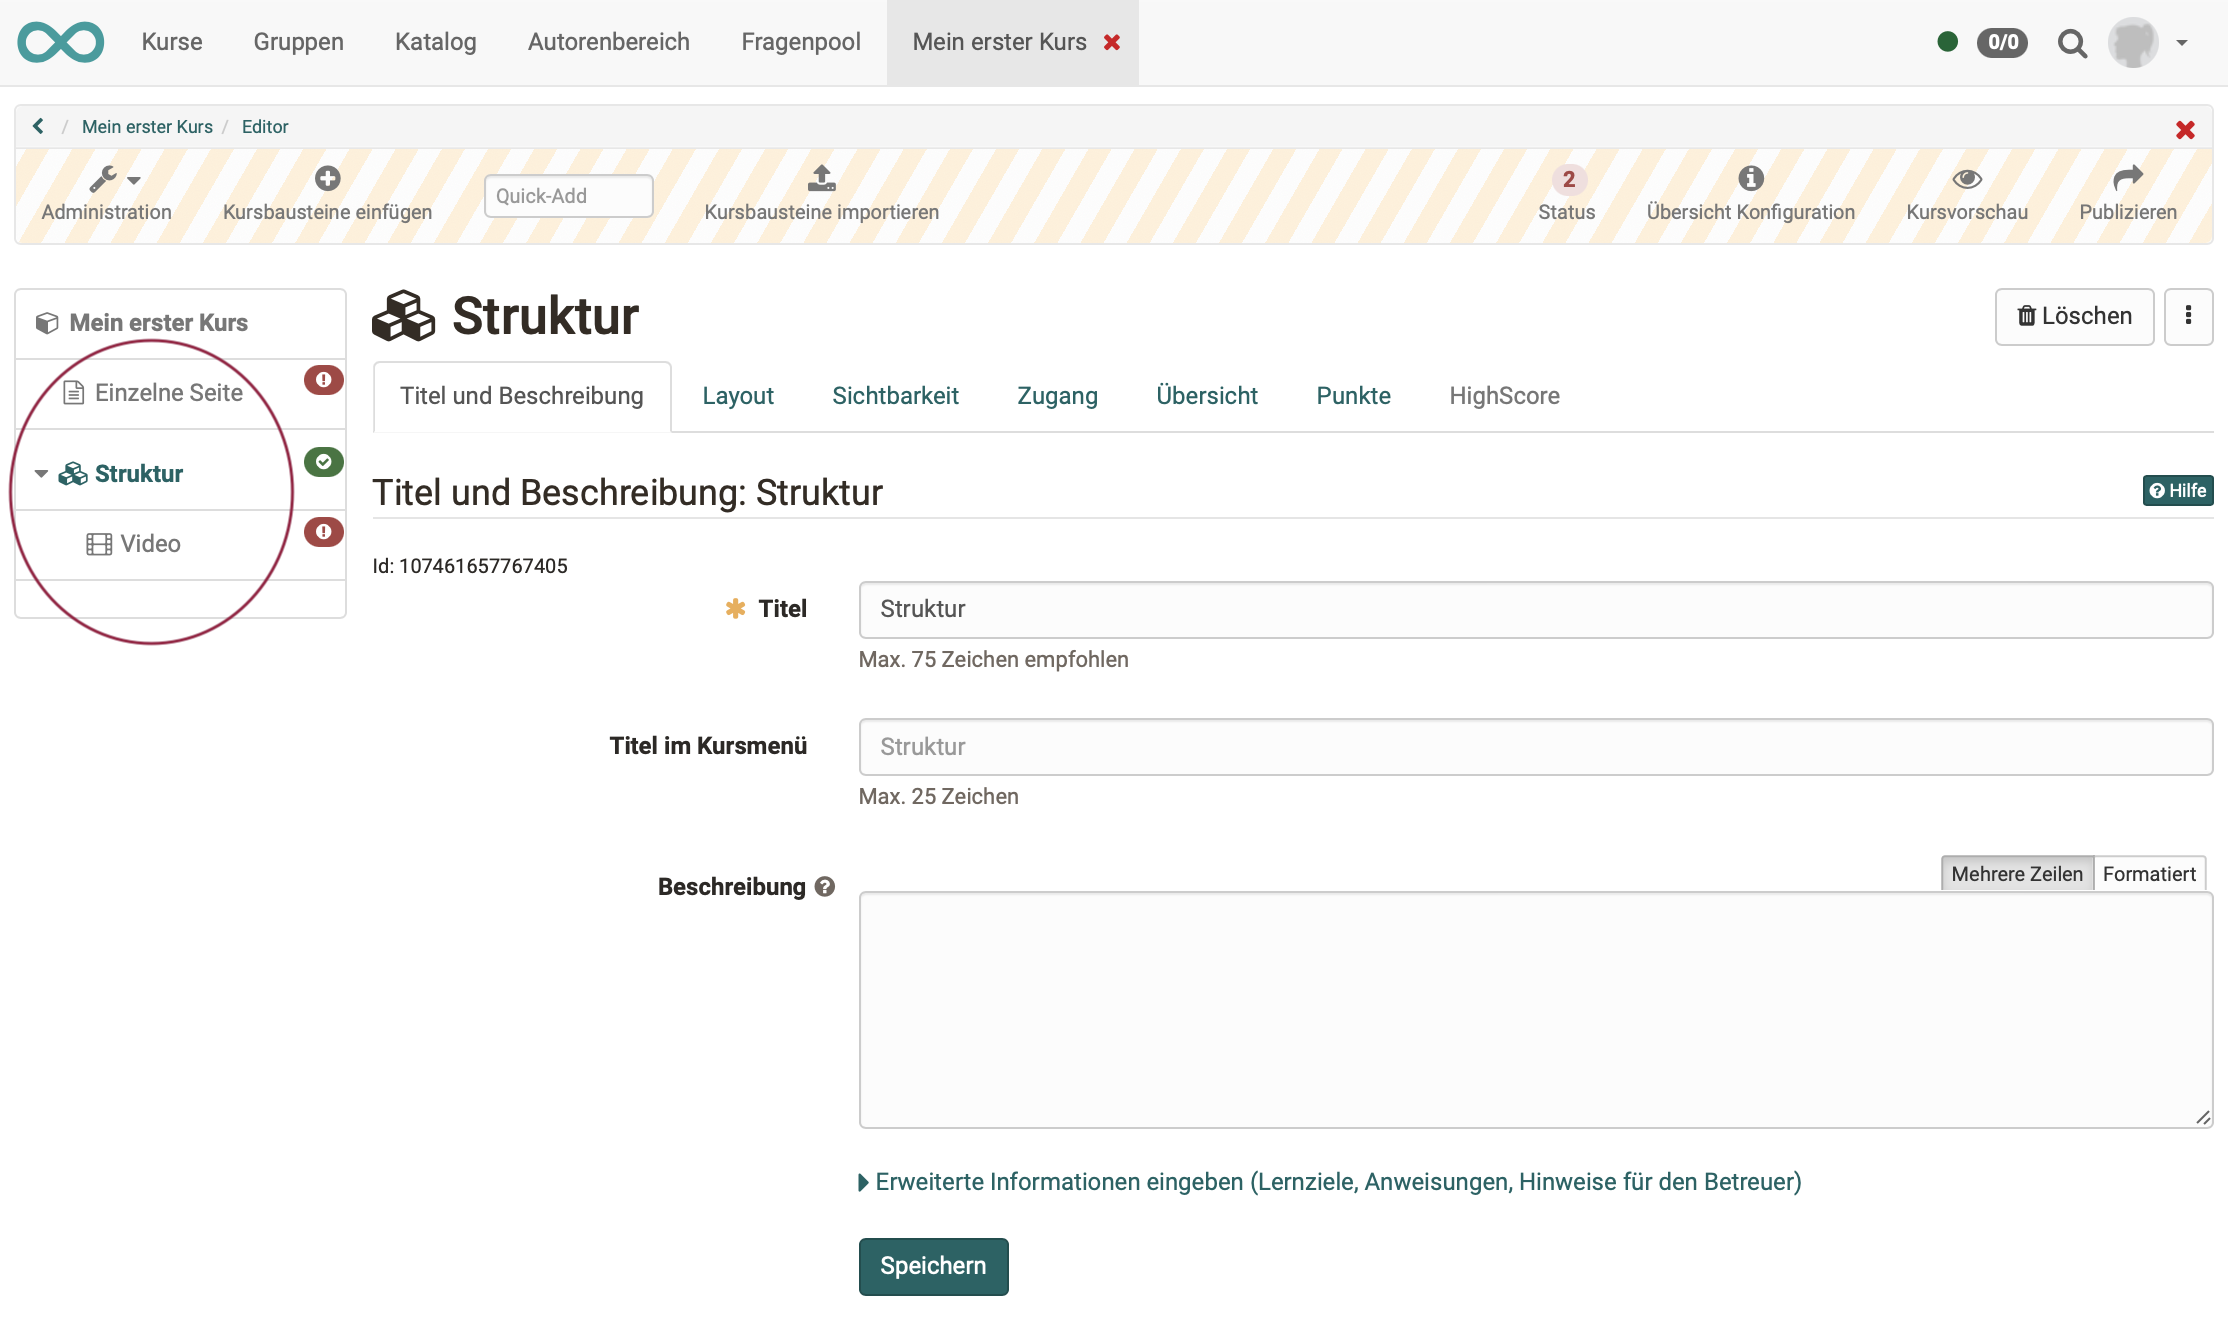 Kurse Gruppen Katalog Autorenbereich Fragenpool Mein erster Kurs 0/0
/ Mein erster Kurs / Editor
Administration Kursbausteine einfügen Quick-Add Kursbausteine importieren 2 Status Übersicht Konfiguration Kursvorschau Publizieren
Mein erster Kurs
Einzelne Seite
Struktur
Video
Struktur
Löschen
Titel und Beschreibung Layout Sichtbarkeit Zugang Übersicht Punkte HighScore
Titel und Beschreibung: Struktur
Hilfe
Id: 107461657767405
Titel Struktur
Max. 75 Zeichen empfohlen
Titel im Kursmenü Struktur
Max. 25 Zeichen
Mehrere Zeilen Formatiert
Beschreibung
Erweiterte Informationen eingeben (Lernziele, Anweisungen, Hinweise für den Betreuer)
Speichern